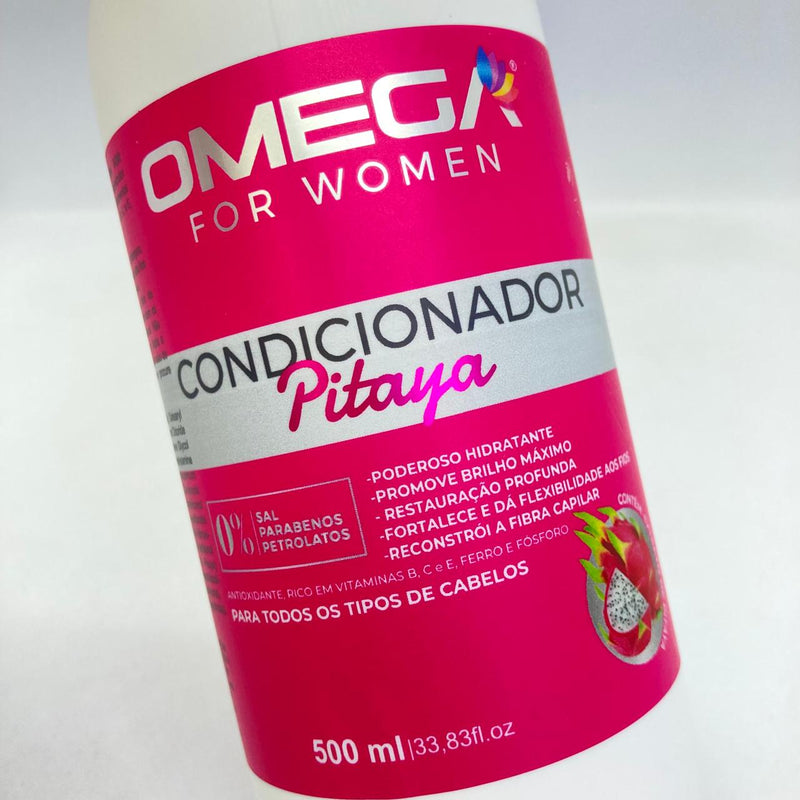 OMEGA®
FOR WOMEN
CONDICIONADOR
Pitaya
-PODEROSO HIDRATANTE
-PROMOVE BRILHO MÁXIMO
- RESTAURAÇÃO PROFUNDA
-FORTALECE E DÁ FLEXIBILIDADE AOS FIOS
-RECONSTRÓI A FIBRA CAPILAR
0%
SAL
PARABENOS
PETROLATOS
ANTIOXIDANTE, RICO EM VITAMINAS B, C e E, FERRO E FÓSFORO
PARA TODOS OS TIPOS DE CABELOS
500 ml|33,83fl.oz